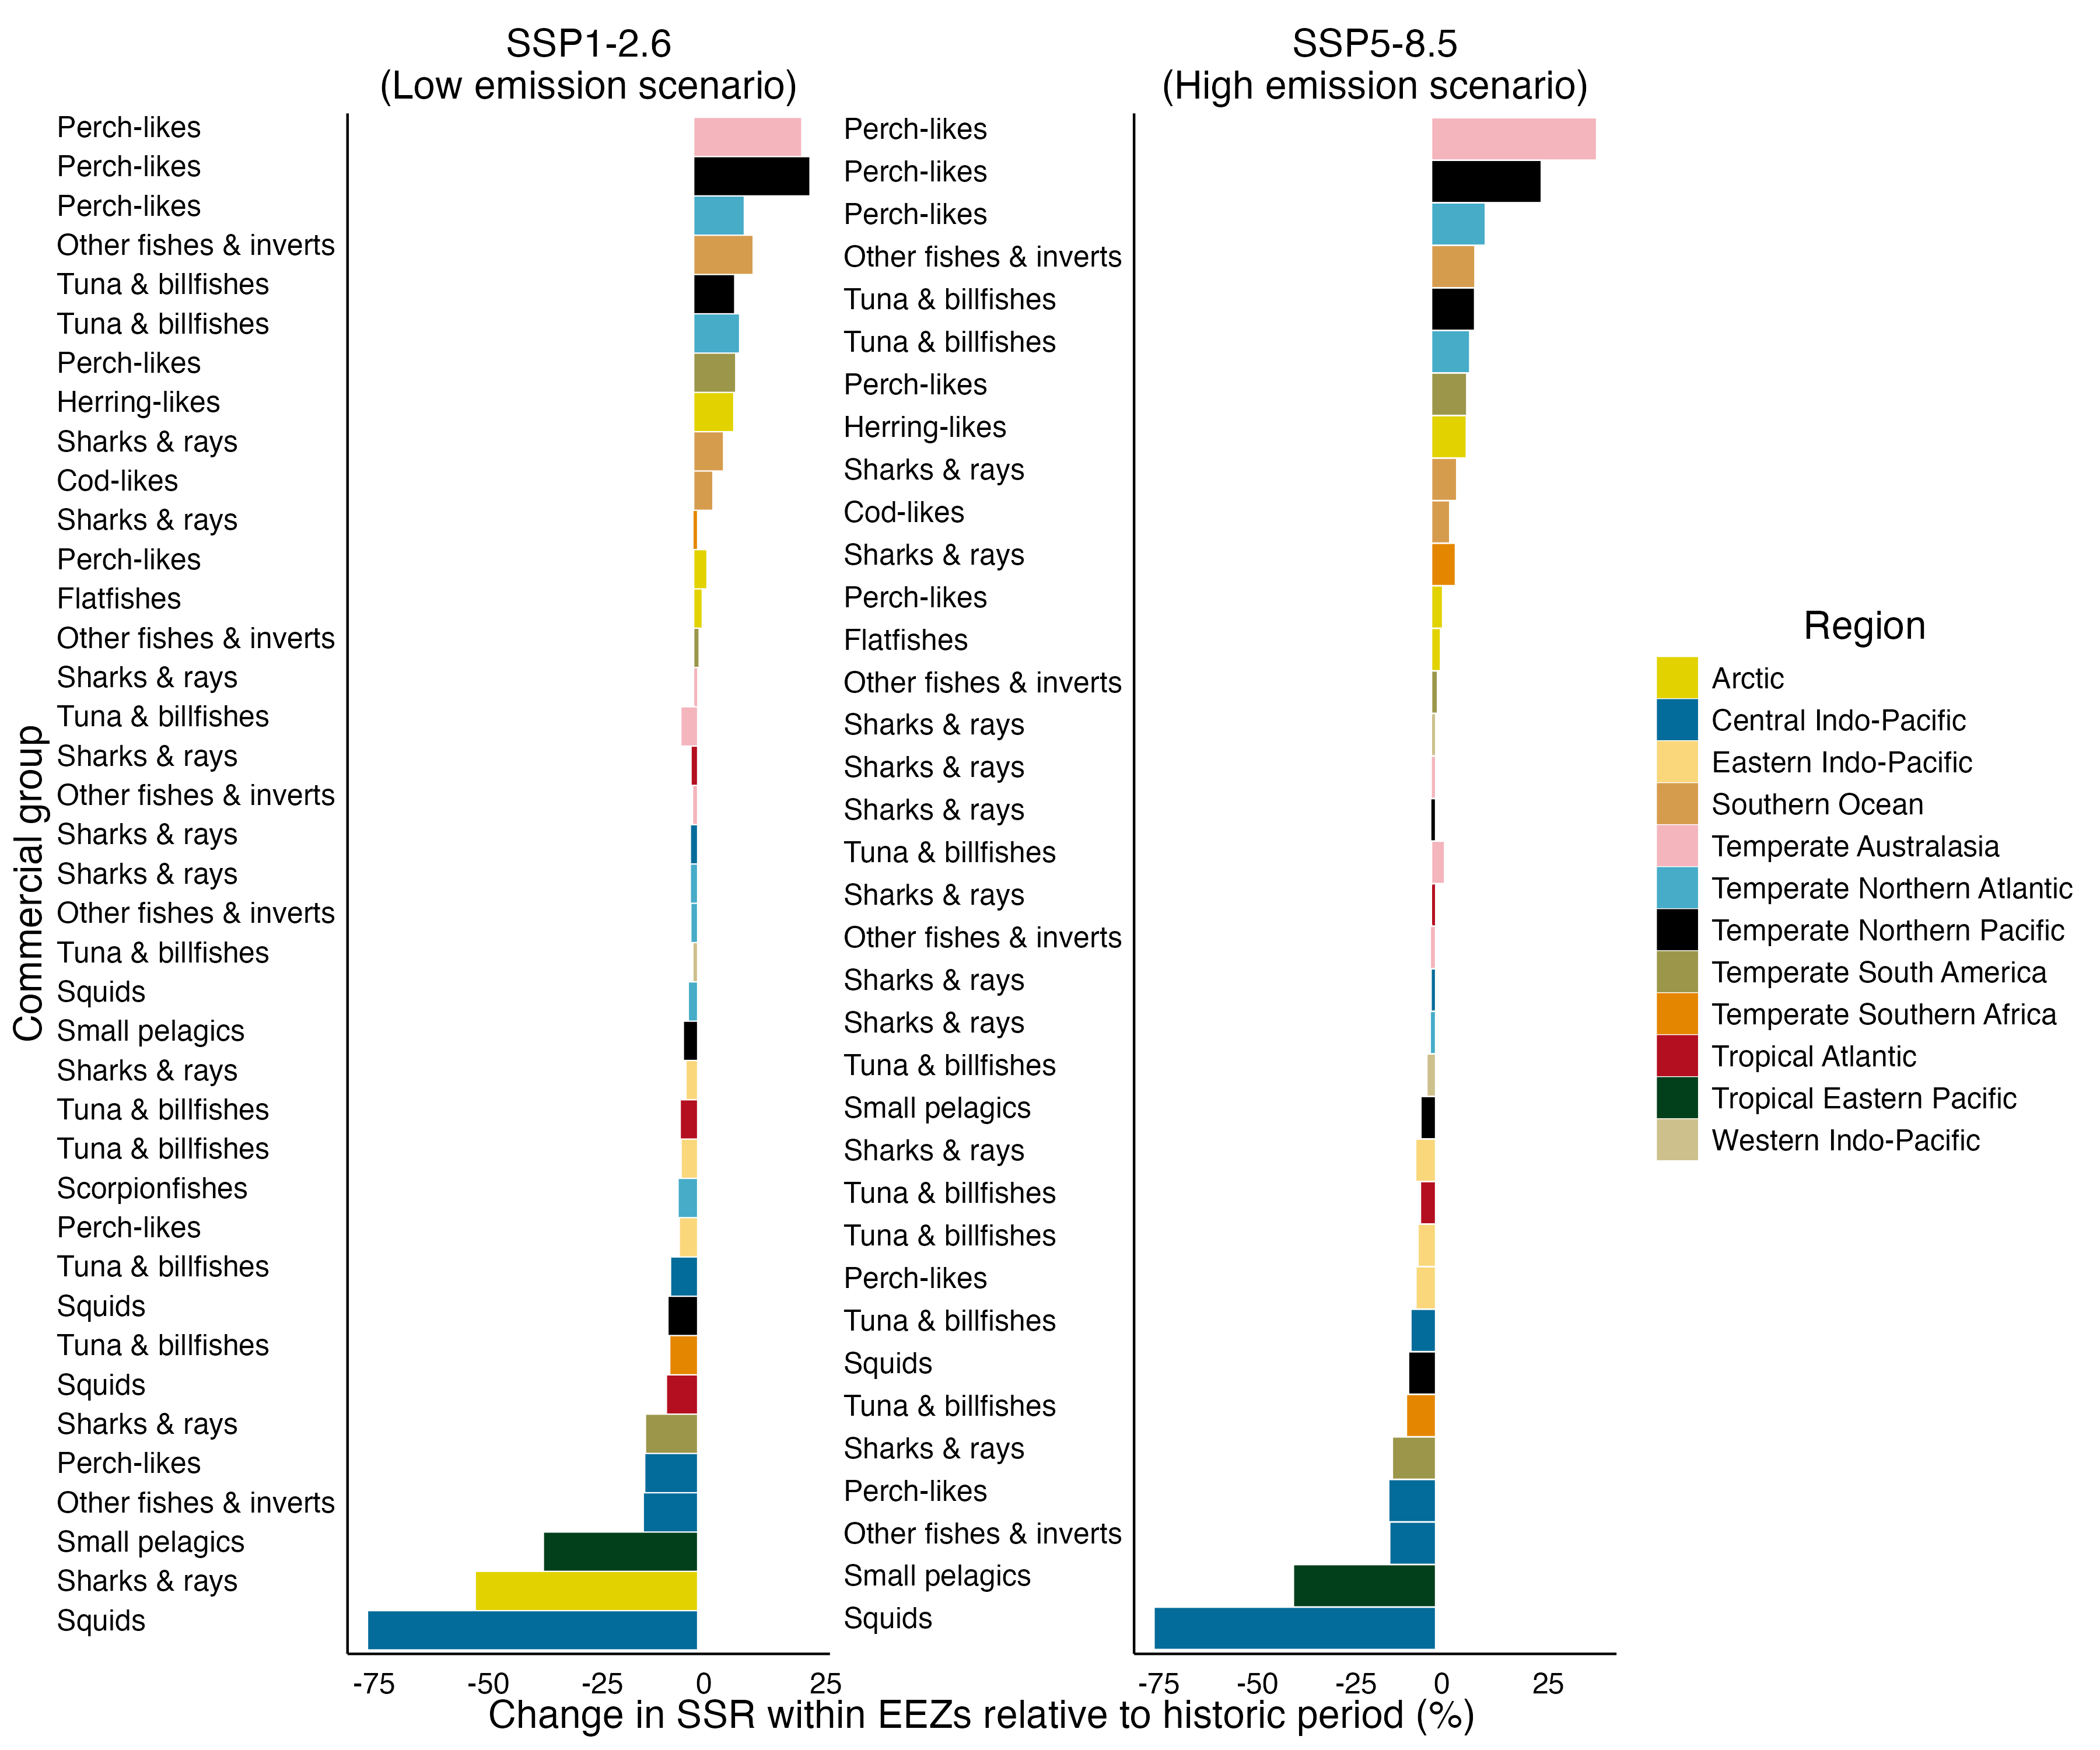 SSP1-2.6
(Low emission scenario)
SSP5-8.5
(High emission scenario)
Commercial group
Perch-likes
Perch-likes
Perch-likes
Other fishes & inverts
Tuna & billfishes
Tuna & billfishes
Perch-likes
Herring-likes
Sharks & rays
Cod-likes
Sharks & rays
Perch-likes
Flatfishes
Other fishes & inverts
Sharks & rays
Tuna & billfishes
Sharks & rays
Other fishes & inverts
Sharks & rays
Sharks & rays
Other fishes & inverts
Tuna & billfishes
Squids
Small pelagics
Sharks & rays
Tuna & billfishes
Tuna & billfishes
Scorpionfishes
Perch-likes
Tuna & billfishes
Squids
Tuna & billfishes
Squids
Sharks & rays
Perch-likes
Other fishes & inverts
Small pelagics
Sharks & rays
Squids
-75 -50 -25 0 25
Perch-likes
Perch-likes
Perch-likes
Other fishes & inverts
Tuna & billfishes
Tuna & billfishes
Perch-likes
Herring-likes
Sharks & rays
Cod-likes
Sharks & rays
Perch-likes
Flatfishes
Other fishes & inverts
Sharks & rays
Sharks & rays
Sharks & rays
Tuna & billfishes
Sharks & rays
Other fishes & inverts
Sharks & rays
Sharks & rays
Tuna & billfishes
Small pelagics
Sharks & rays
Tuna & billfishes
Tuna & billfishes
Perch-likes
Tuna & billfishes
Squids
Tuna & billfishes
Sharks & rays
Perch-likes
Other fishes & inverts
Small pelagics
Squids
-75 -50 -25 0 25
Change in SSR within EEZs relative to historic period (%)
Region
Arctic
Central Indo-Pacific
Eastern Indo-Pacific
Southern Ocean
Temperate Australasia
Temperate Northern Atlantic
Temperate Northern Pacific
Temperate South America
Temperate Southern Africa
Tropical Atlantic
Tropical Eastern Pacific
Western Indo-Pacific